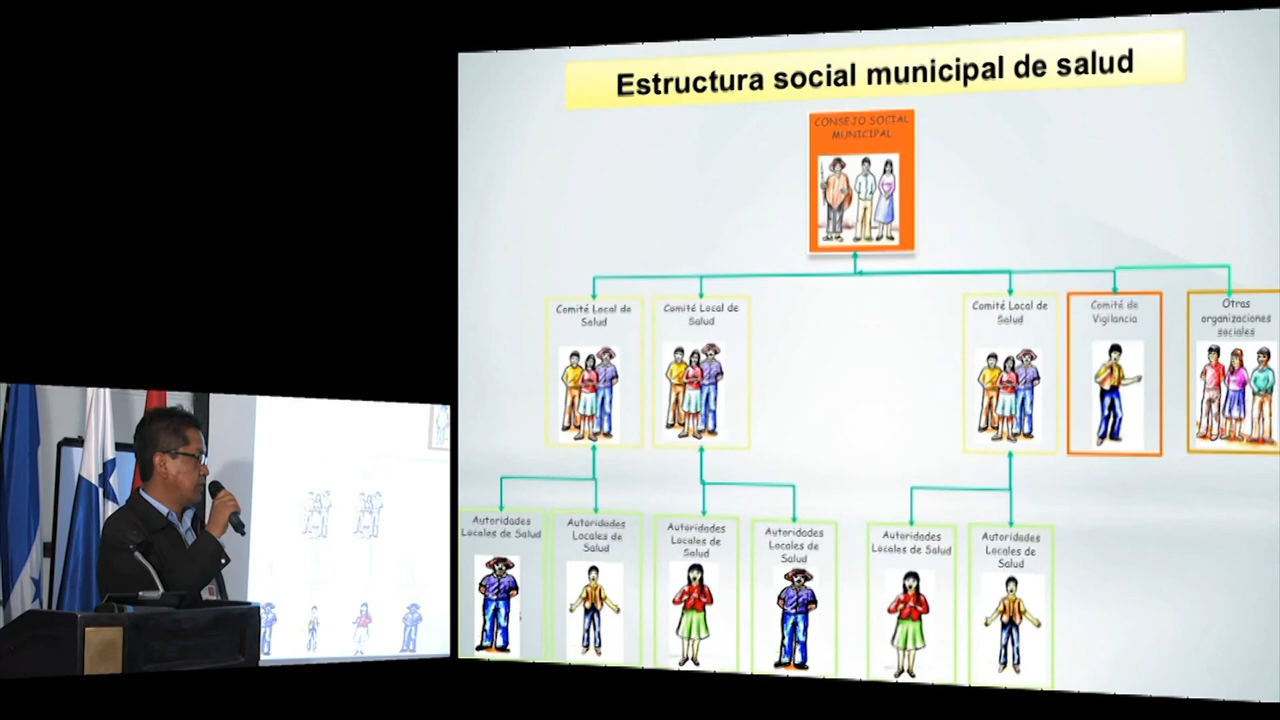 Estructura social municipal de salud
CONSEJO SOCIAL
MUNICIPAL
Comité Local de
Salud
Comité Local de
Salud
Comité Local de
Salud
Comité de
Vigilancia
Otras
organizaciones
sociales
Autoridades
Locales de Salud
Autoridades
Locales de
Salud
Autoridades
Locales de
Salud
Autoridades
Locales de
Salud
Autoridades
Locales de Salud
Autoridades
Locales de
Salud